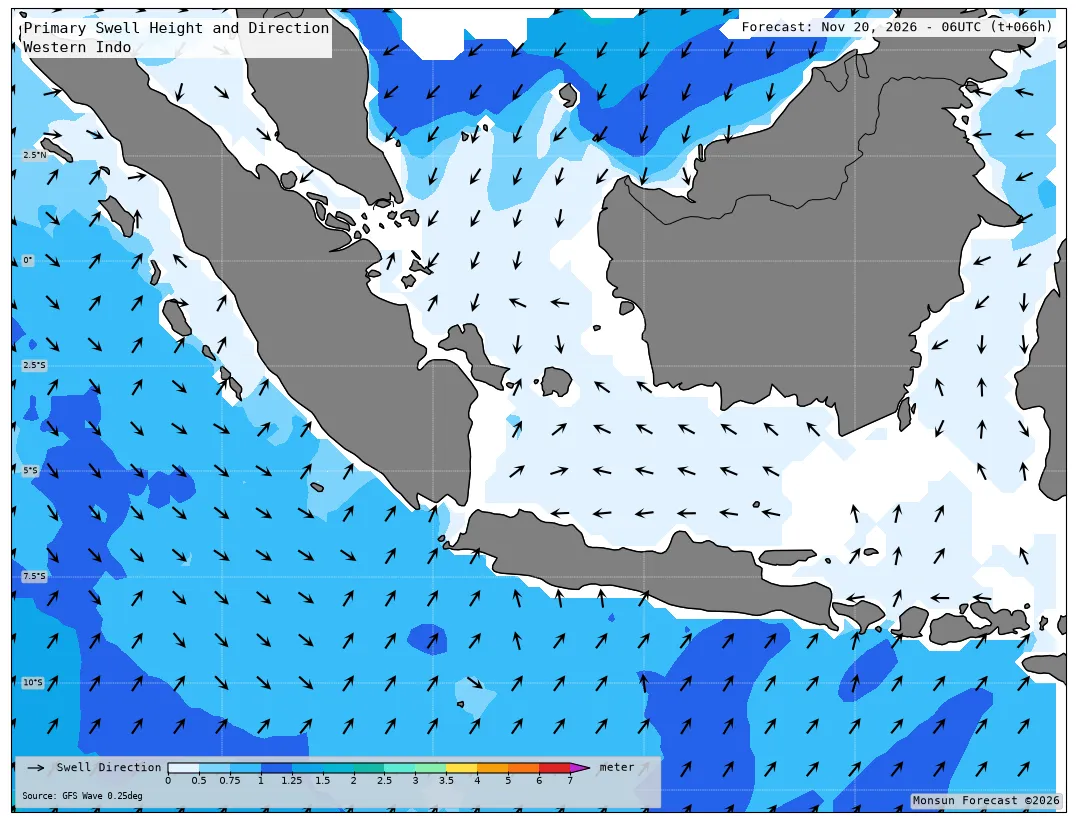 Primary Swell Height and Direction
Western Indo
Forecast: Nov 20, 2026 - 06UTC (t+066h)
2.5°N
0°
2.5°S
5°S
7.5°S
10°S
Swell Direction
0 0.5 0.75 1 1.25 1.5 2 2.5 3 3.5 4 5 6 7
meter
Source: GFS Wave 0.25deg
Monsun Forecast ©2026